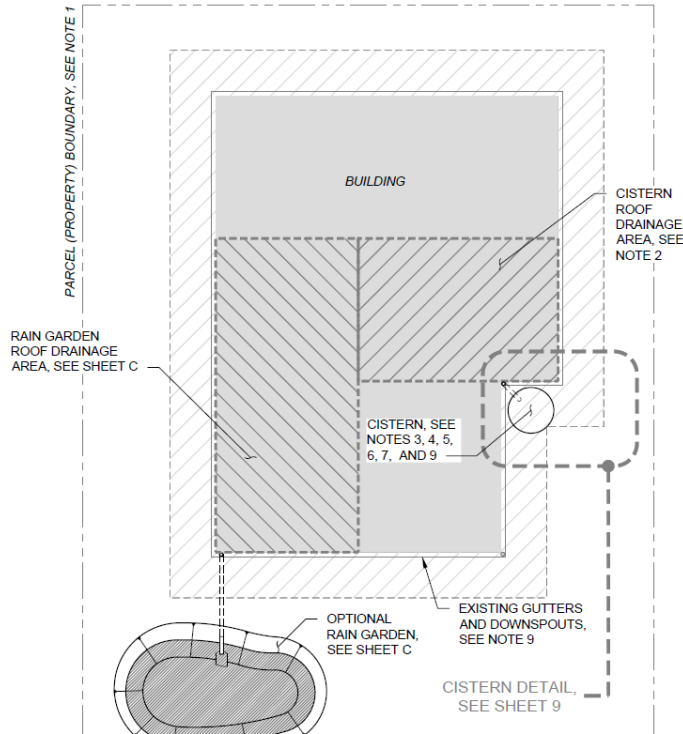 PARCEL (PROPERTY) BOUNDARY, SEE NOTE 1
BUILDING
CISTERN
ROOF
DRAINAGE
AREA, SEE
NOTE 2
RAIN GARDEN
ROOF DRAINAGE
AREA, SEE SHEET C
CISTERN, SEE
NOTES 3, 4, 5,
6, 7, AND 9
OPTIONAL
RAIN GARDEN,
SEE SHEET C
EXISTING GUTTERS
AND DOWNSPOUTS,
SEE NOTE 9
CISTERN DETAIL,
SEE SHEET 9